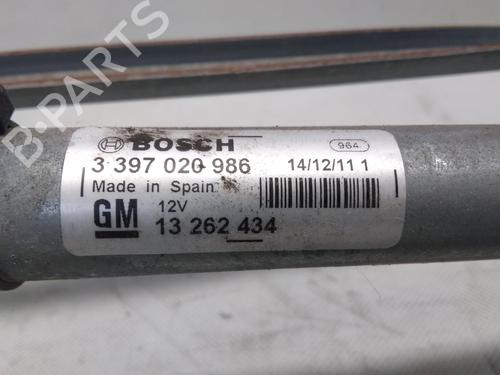 BOSCH
964
3 397 020 986
14/12/11 1
Made in Spain
GM
12V
13 262 434
B-Parts